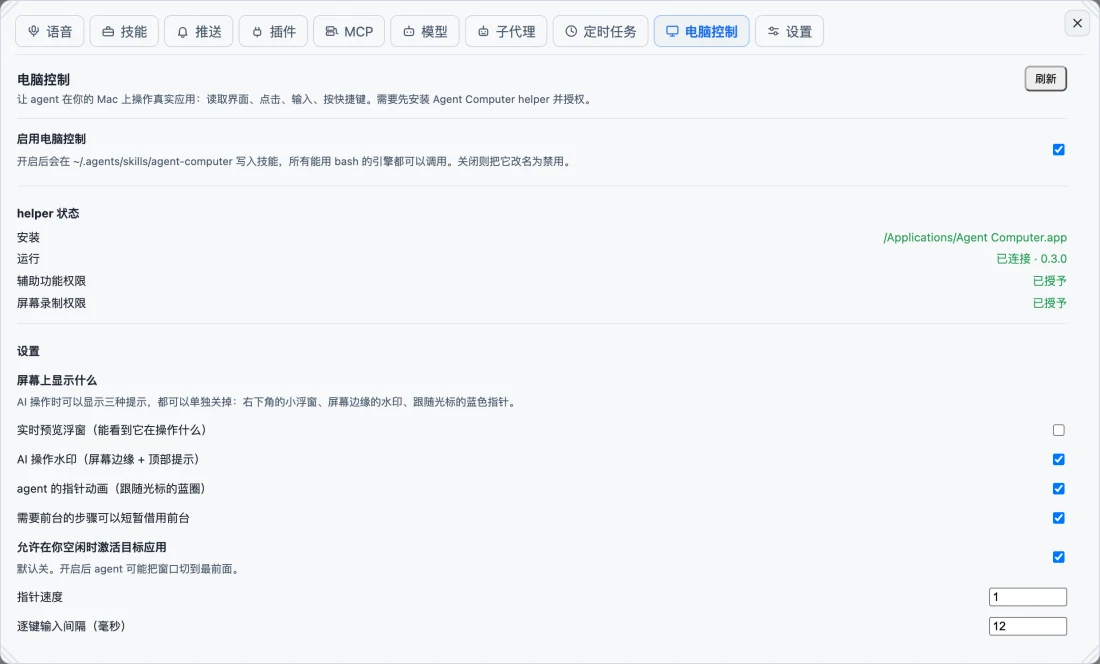 语音 技能 推送 插件 MCP 模型 子代理 定时任务 电脑控制 设置
电脑控制
刷新
让 agent 在你的 Mac 上操作真实应用：读取界面、点击、输入、按快捷键。需要先安装 Agent Computer helper 并授权。
启用电脑控制
开启后会在 ~/.agents/skills/agent-computer 写入技能，所有能用 bash 的引擎都可以调用。关闭则把它改名为禁用。
helper 状态
安装 /Applications/Agent Computer.app
运行 已连接 · 0.3.0
辅助功能权限 已授予
屏幕录制权限 已授予
设置
屏幕上显示什么
AI 操作时可以显示三种提示，都可以单独关掉：右下角的小浮窗、屏幕边缘的水印、跟随光标的蓝色指针。
实时预览浮窗（能看到它在操作什么）
AI 操作水印（屏幕边缘 + 顶部提示）
agent 的指针动画（跟随光标的蓝圈）
需要前台的步骤可以短暂借用前台
允许在你空闲时激活目标应用
默认关。开启后 agent 可能把窗口切到最前面。
指针速度 1
逐键输入间隔（毫秒） 12